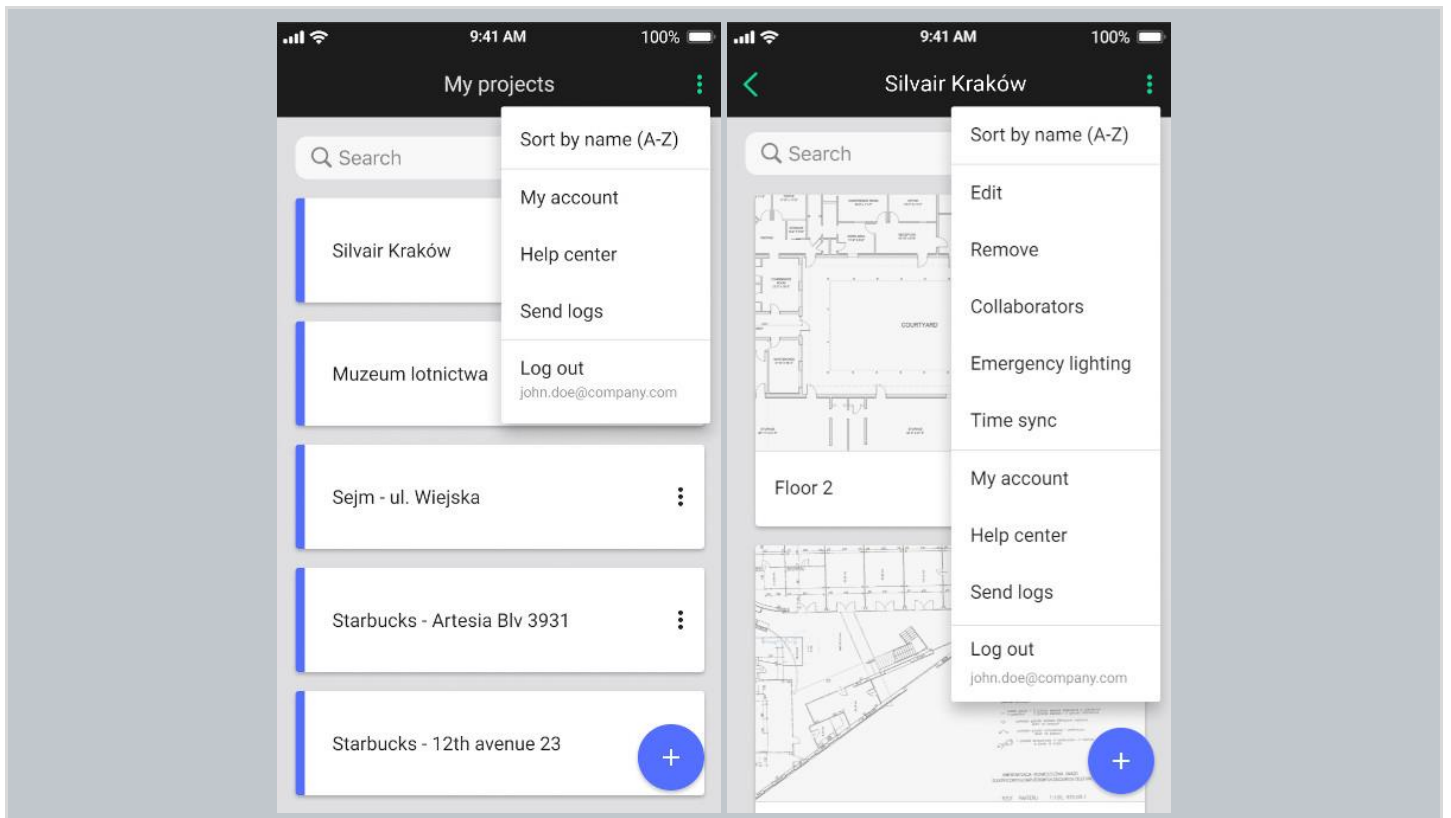 9:41 AM
100%
My projects
Search
Sort by name (A-Z)
My account
Help center
Send logs
Log out
john.doe@company.com
Silvair Kraków
Muzeum lotnictwa
Sejm - ul. Wiejska
Starbucks - Artesia Blv 3931
Starbucks - 12th avenue 23
+
9:41 AM
100%
Silvair Kraków
Search
Sort by name (A-Z)
Edit
Remove
Collaborators
Emergency lighting
Time sync
My account
Help center
Send logs
Log out
john.doe@company.com
COURTYARD
Floor 2
+